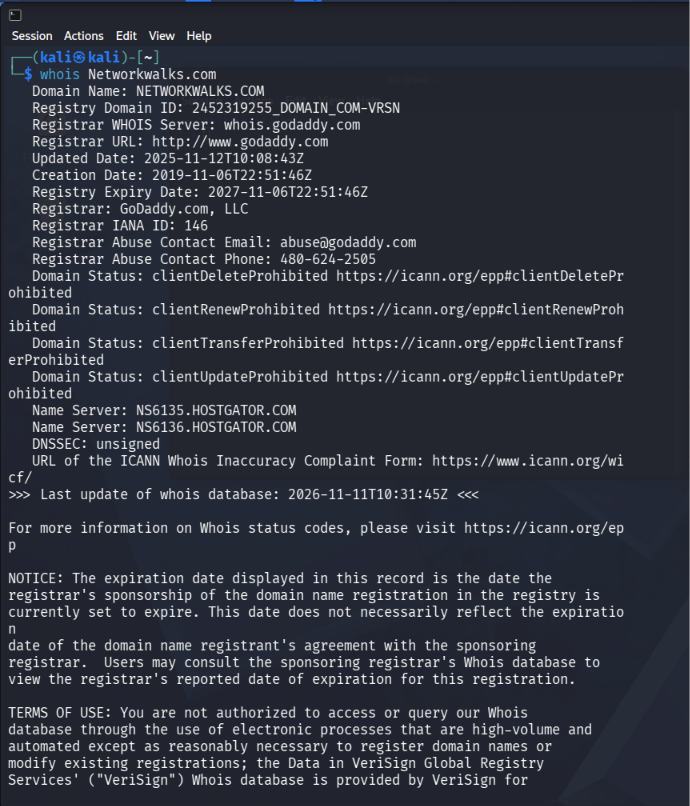 Session Actions Edit View Help
┌──(kali㉿kali)-[~]
└─$ whois Networkwalks.com
Domain Name: NETWORKWALKS.COM
Registry Domain ID: 2452319255_DOMAIN_COM-VRSN
Registrar WHOIS Server: whois.godaddy.com
Registrar URL: http://www.godaddy.com
Updated Date: 2025-11-12T10:08:43Z
Creation Date: 2019-11-06T22:51:46Z
Registry Expiry Date: 2027-11-06T22:51:46Z
Registrar: GoDaddy.com, LLC
Registrar IANA ID: 146
Registrar Abuse Contact Email: abuse@godaddy.com
Registrar Abuse Contact Phone: 480-624-2505
Domain Status: clientDeleteProhibited https://icann.org/epp#clientDeletePr
ohibited
Domain Status: clientRenewProhibited https://icann.org/epp#clientRenewProh
ibited
Domain Status: clientTransferProhibited https://icann.org/epp#clientTransf
erProhibited
Domain Status: clientUpdateProhibited https://icann.org/epp#clientUpdatePr
ohibited
Name Server: NS6135.HOSTGATOR.COM
Name Server: NS6136.HOSTGATOR.COM
DNSSEC: unsigned
URL of the ICANN Whois Inaccuracy Complaint Form: https://www.icann.org/wi
cf/
>>> Last update of whois database: 2026-11-11T10:31:45Z <<<
For more information on Whois status codes, please visit https://icann.org/ep
p
NOTICE: The expiration date displayed in this record is the date the
registrar's sponsorship of the domain name registration in the registry is
currently set to expire. This date does not necessarily reflect the expiratio
n
date of the domain name registrant's agreement with the sponsoring
registrar. Users may consult the sponsoring registrar's Whois database to
view the registrar's reported date of expiration for this registration.
TERMS OF USE: You are not authorized to access or query our Whois
database through the use of electronic processes that are high-volume and
automated except as reasonably necessary to register domain names or
modify existing registrations; the Data in VeriSign Global Registry
Services' ("VeriSign") Whois database is provided by VeriSign for